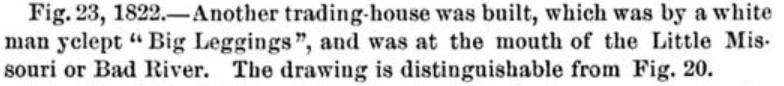 Fig. 23, 1822.—Another trading-house was built, which was by a white
man yclept “Big Leggings”, and was at the mouth of the Little Mis-
souri or Bad River. The drawing is distinguishable from Fig. 20.